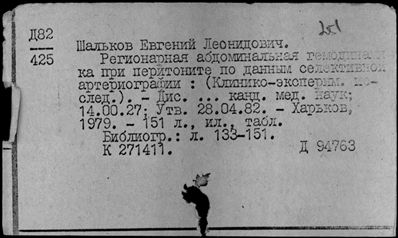 Д82
425
Шальков Евгений Леонидович.
Регионарная абдоминальная гемодинами
ка при перитоните по данным селективной
артериографии : (Клинико-эксперим. ис-
след.). - Дис. ... канд. мед. наук;
14.00.27; Утв. 28.04.82. - Харьков,
1979. - 151 л., ил., табл.
Библиогр.: л. 133-151.
К 271411. Д 94763